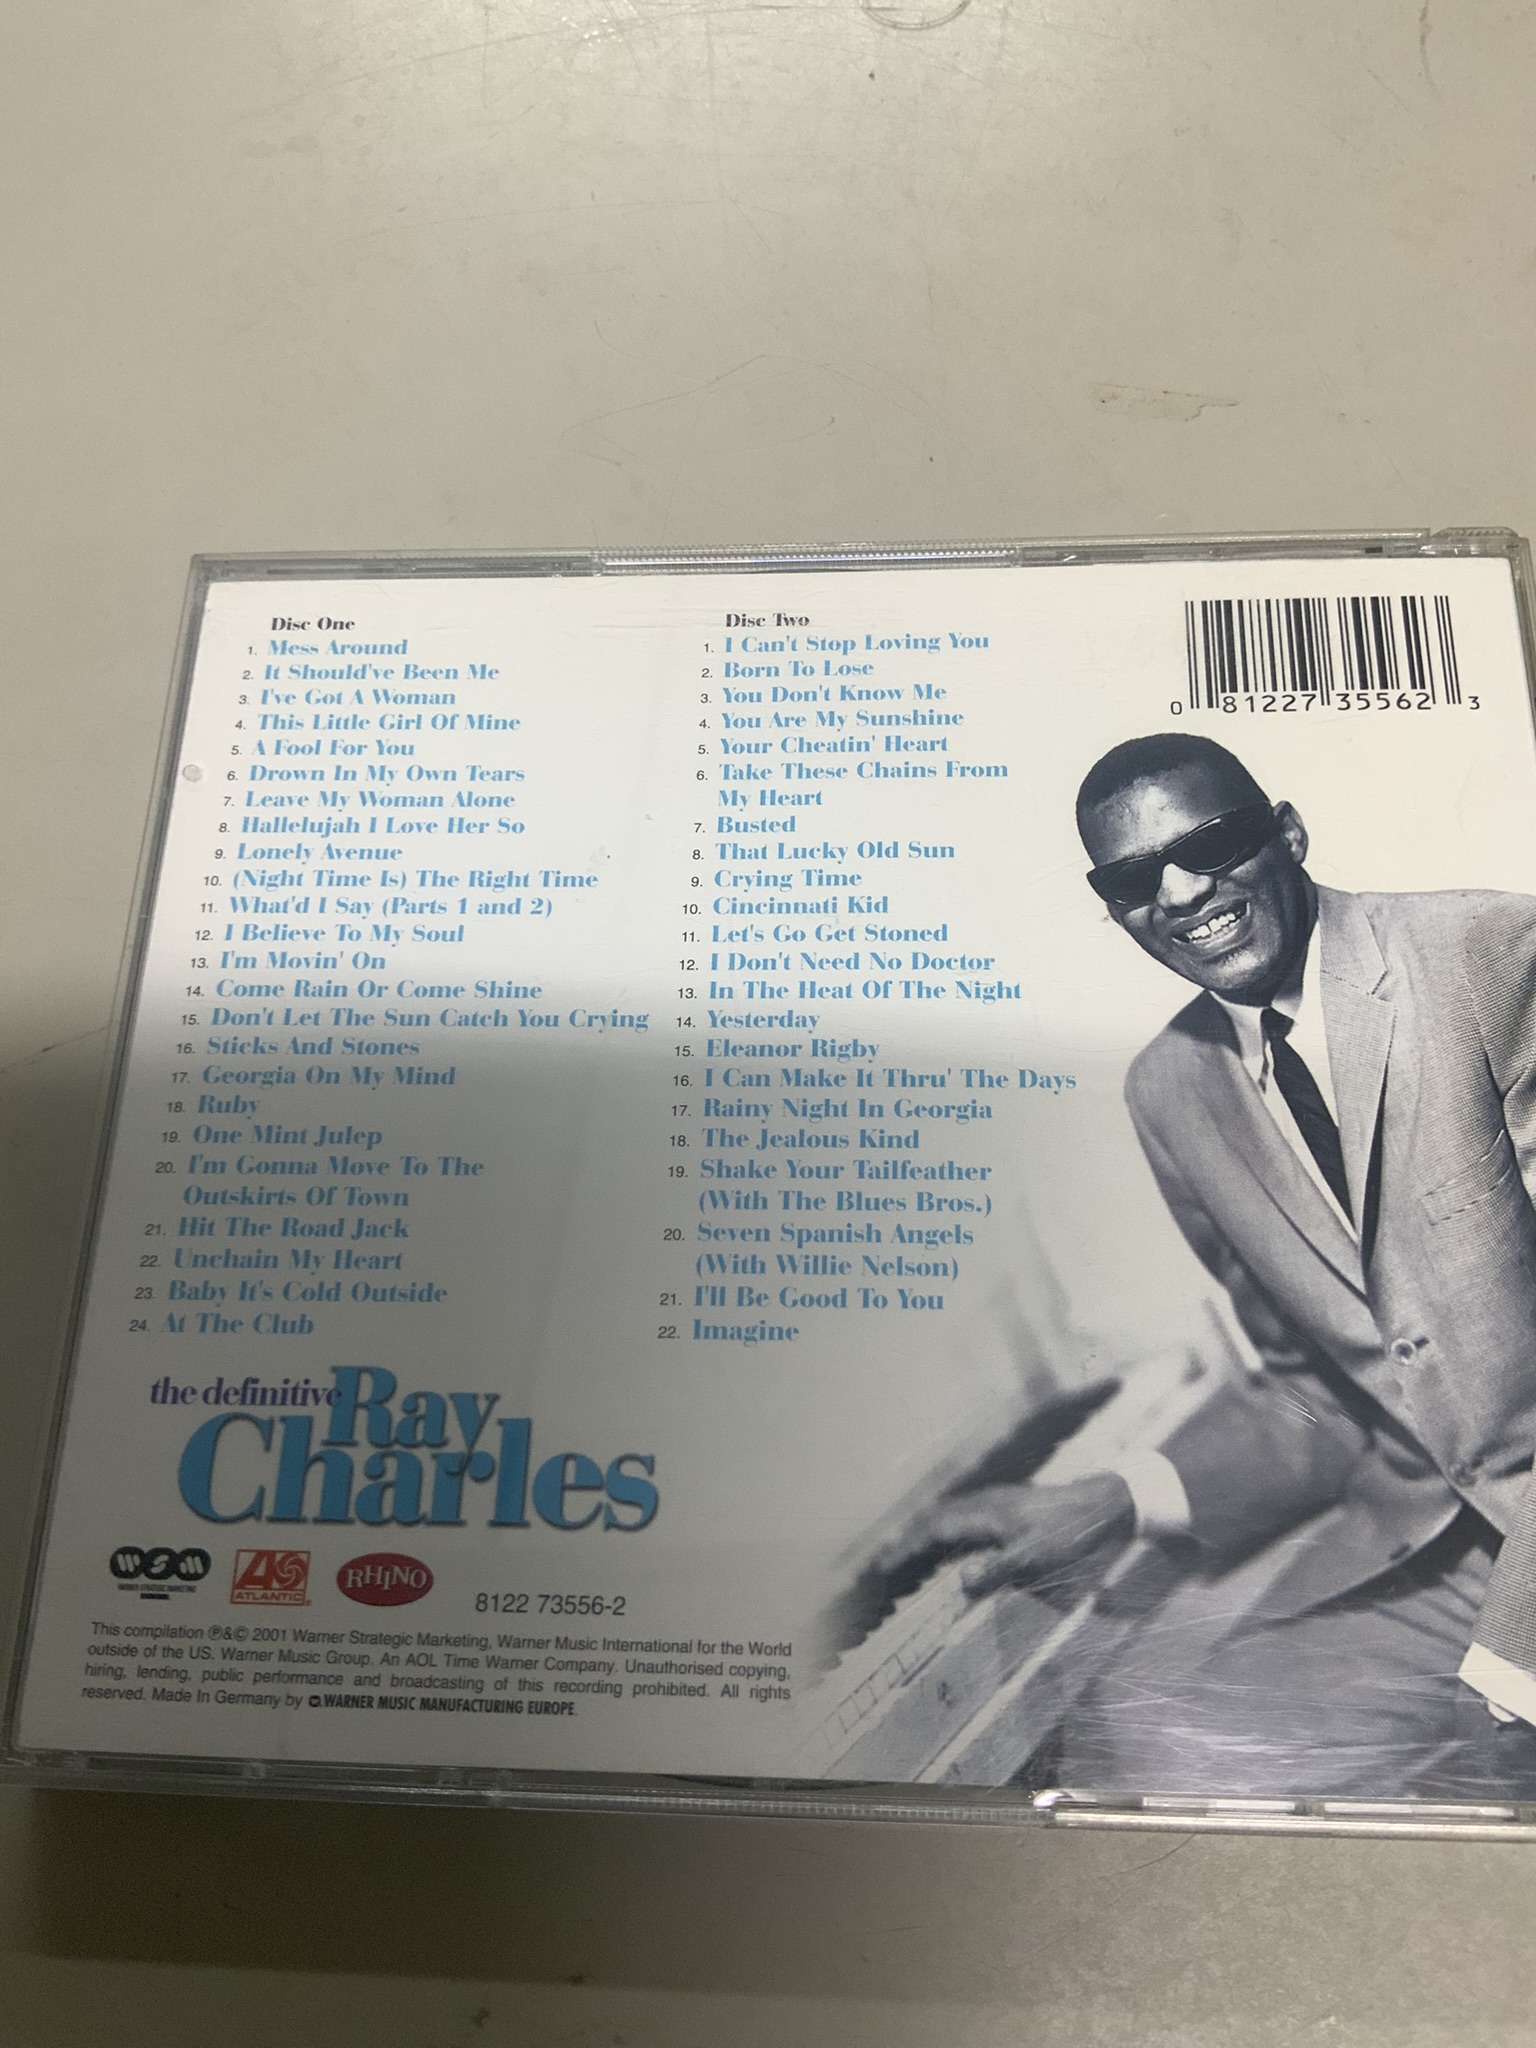 Disc One
1. Mess Around
2. It Should've Been Me
3. I've Got A Woman
4. This Little Girl Of Mine
5. A Fool For You
6. Drown In My Own Tears
7. Leave My Woman Alone
8. Hallelujah I Love Her So
9. Lonely Avenue
10. (Night Time Is) The Right Time
11. What'd I Say (Parts 1 and 2)
12. I Believe To My Soul
13. I'm Movin' On
14. Come Rain Or Come Shine
15. Don't Let The Sun Catch You Crying
16. Sticks And Stones
17. Georgia On My Mind
18. Ruby
19. One Mint Julep
20. I'm Gonna Move To The
Outskirts Of Town
21. Hit The Road Jack
22. Unchain My Heart
23. Baby It's Cold Outside
24. At The Club
Disc Two
1. I Can't Stop Loving You
2. Born To Lose
3. You Don't Know Me
4. You Are My Sunshine
5. Your Cheatin' Heart
6. Take These Chains From
My Heart
7. Busted
8. That Lucky Old Sun
9. Crying Time
10. Cincinnati Kid
11. Let's Go Get Stoned
12. I Don't Need No Doctor
13. In The Heat Of The Night
14. Yesterday
15. Eleanor Rigby
16. I Can Make It Thru' The Days
17. Rainy Night In Georgia
18. The Jealous Kind
19. Shake Your Tailfeather
(With The Blues Bros.)
20. Seven Spanish Angels
(With Willie Nelson)
21. I'll Be Good To You
22. Imagine
0 81227 35562 3
the definitive Ray
Charles
WSM
WARNER STRATEGIC MARKETING
ATLANTIC
RHINO
8122 73556-2
This compilation ℗&© 2001 Warner Strategic Marketing, Warner Music International for the World
outside of the US. Warner Music Group. An AOL Time Warner Company. Unauthorised copying,
hiring, lending, public performance and broadcasting of this recording prohibited. All rights
reserved. Made In Germany by WARNER MUSIC MANUFACTURING EUROPE.